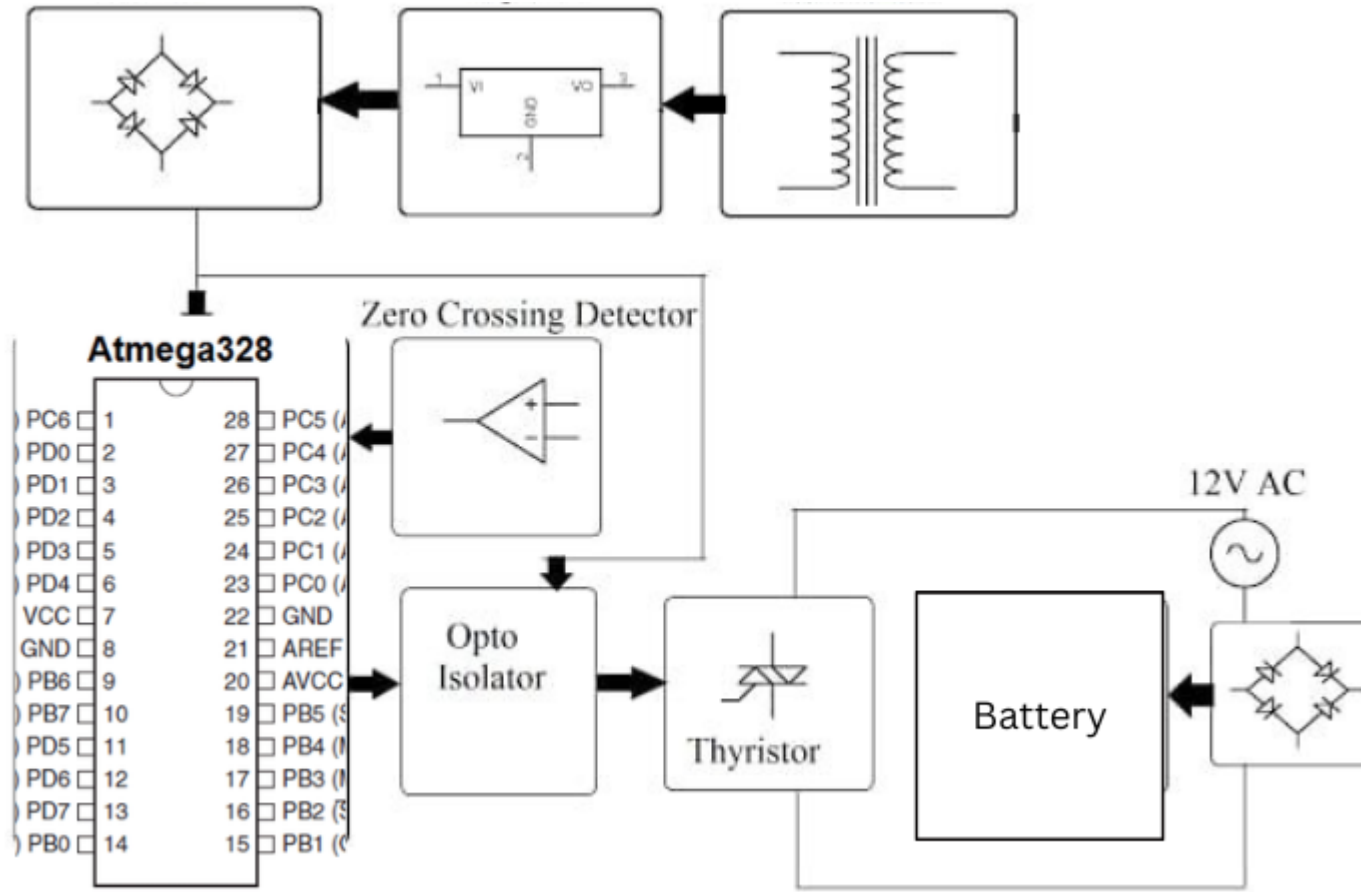 1 VI VO 3
GND
2
Zero Crossing Detector
Atmega328
) PC6 1 28 PC5 (A
) PD0 2 27 PC4 (A
) PD1 3 26 PC3 (A
) PD2 4 25 PC2 (A
) PD3 5 24 PC1 (A
) PD4 6 23 PC0 (A
VCC 7 22 GND
GND 8 21 AREF
) PB6 9 20 AVCC
) PB7 10 19 PB5 (S
) PD5 11 18 PB4 (M
) PD6 12 17 PB3 (M
) PD7 13 16 PB2 (S
) PB0 14 15 PB1 (O
+
-
Opto
Isolator
Thyristor
12V AC
Battery